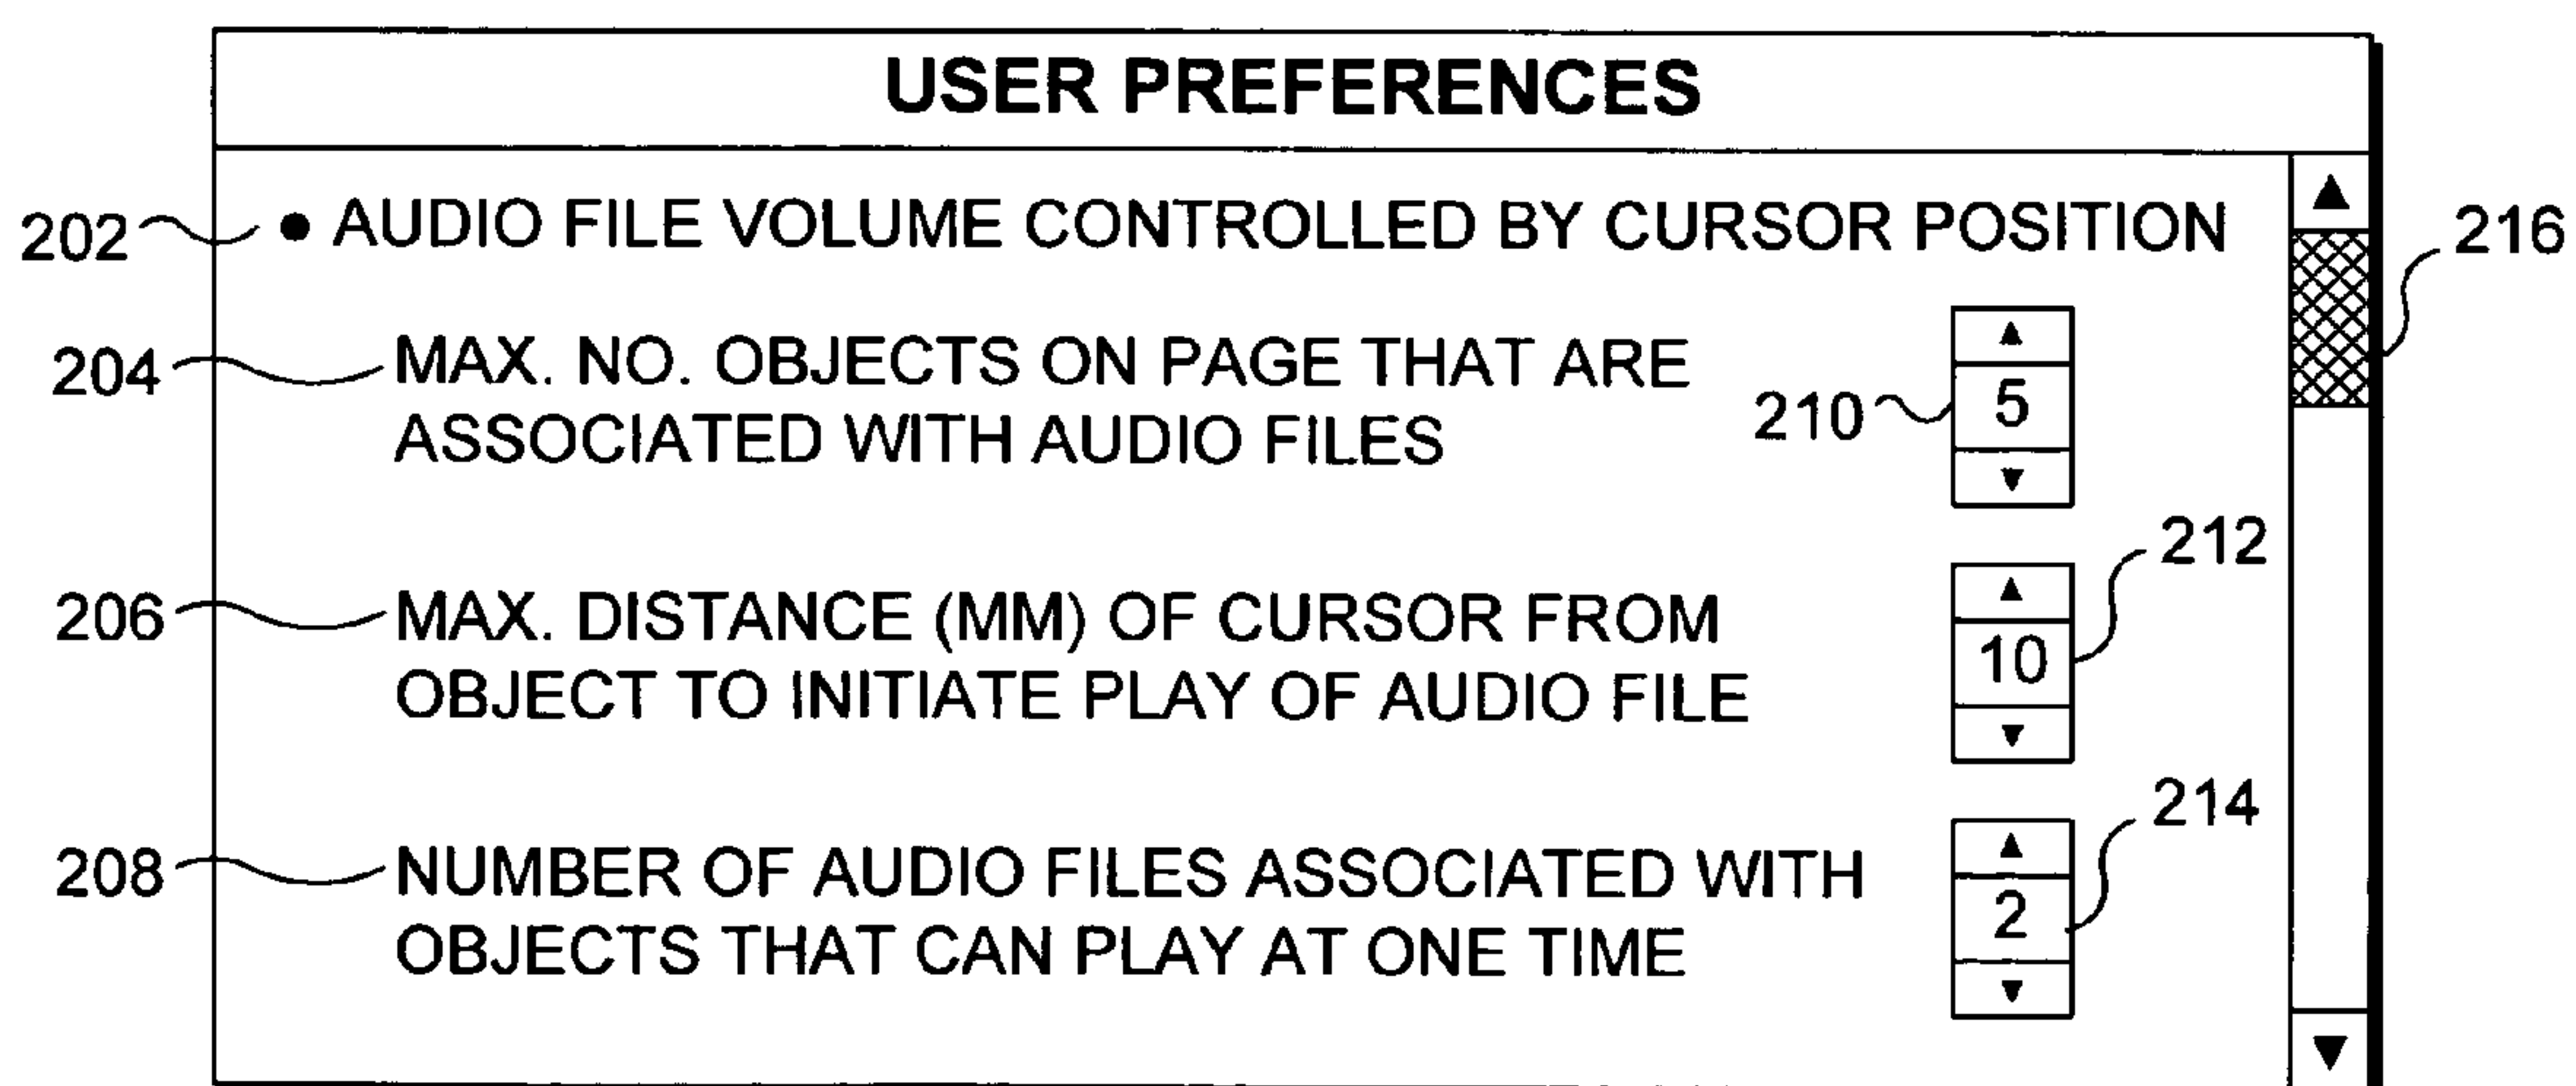 USER PREFERENCES
202 • AUDIO FILE VOLUME CONTROLLED BY CURSOR POSITION
216
204 MAX. NO. OBJECTS ON PAGE THAT ARE
ASSOCIATED WITH AUDIO FILES
210 5
206 MAX. DISTANCE (MM) OF CURSOR FROM
OBJECT TO INITIATE PLAY OF AUDIO FILE
10 212
208 NUMBER OF AUDIO FILES ASSOCIATED WITH
OBJECTS THAT CAN PLAY AT ONE TIME
2 214